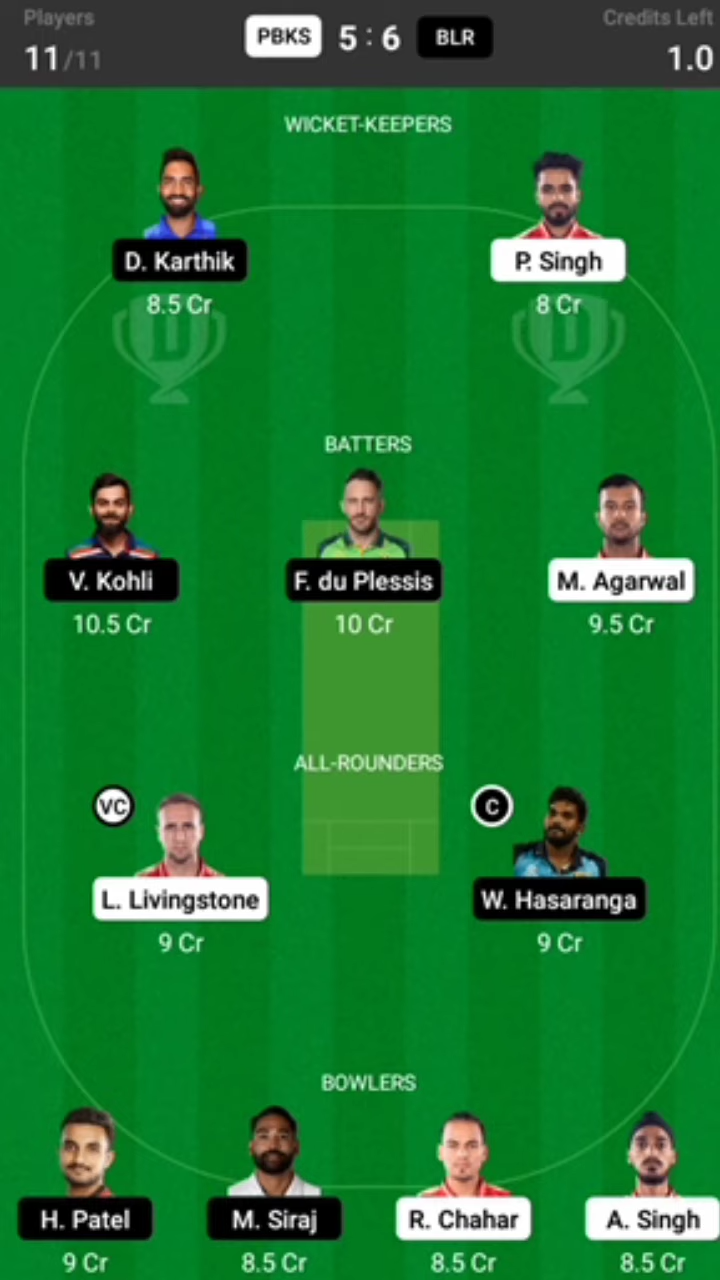 Players
Credits Left
11/11
PBKS 5 : 6 BLR
1.0
WICKET-KEEPERS
D. Karthik
P. Singh
8.5 Cr
8 Cr
D
D
BATTERS
V. Kohli
F. du Plessis
M. Agarwal
10.5 Cr
10 Cr
9.5 Cr
ALL-ROUNDERS
VC
C
L. Livingstone
W. Hasaranga
9 Cr
9 Cr
BOWLERS
H. Patel
M. Siraj
R. Chahar
A. Singh
9 Cr
8.5 Cr
8.5 Cr
8.5 Cr